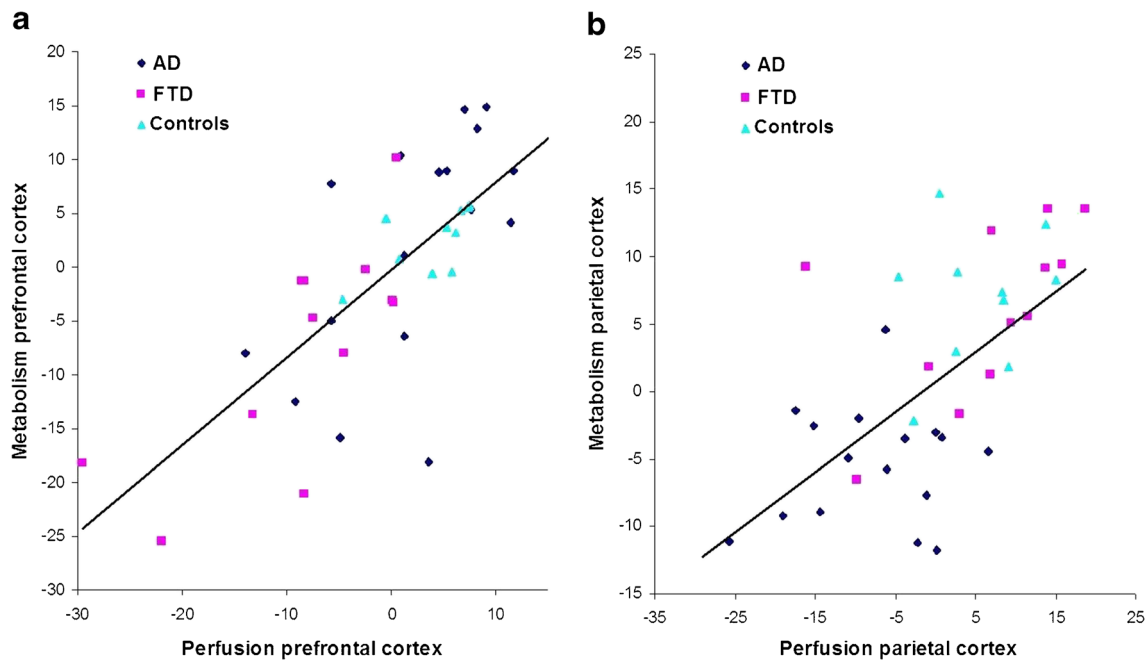 a
20
15
10
5
0
-5
-10
-15
-20
-25
-30
-30
-20
-10
0
10
Metabolism prefrontal cortex
Perfusion prefrontal cortex
AD
FTD
Controls
b
25
20
15
10
5
0
-5
-10
-15
-35
-25
-15
-5
5
15
25
Metabolism parietal cortex
Perfusion parietal cortex
AD
FTD
Controls